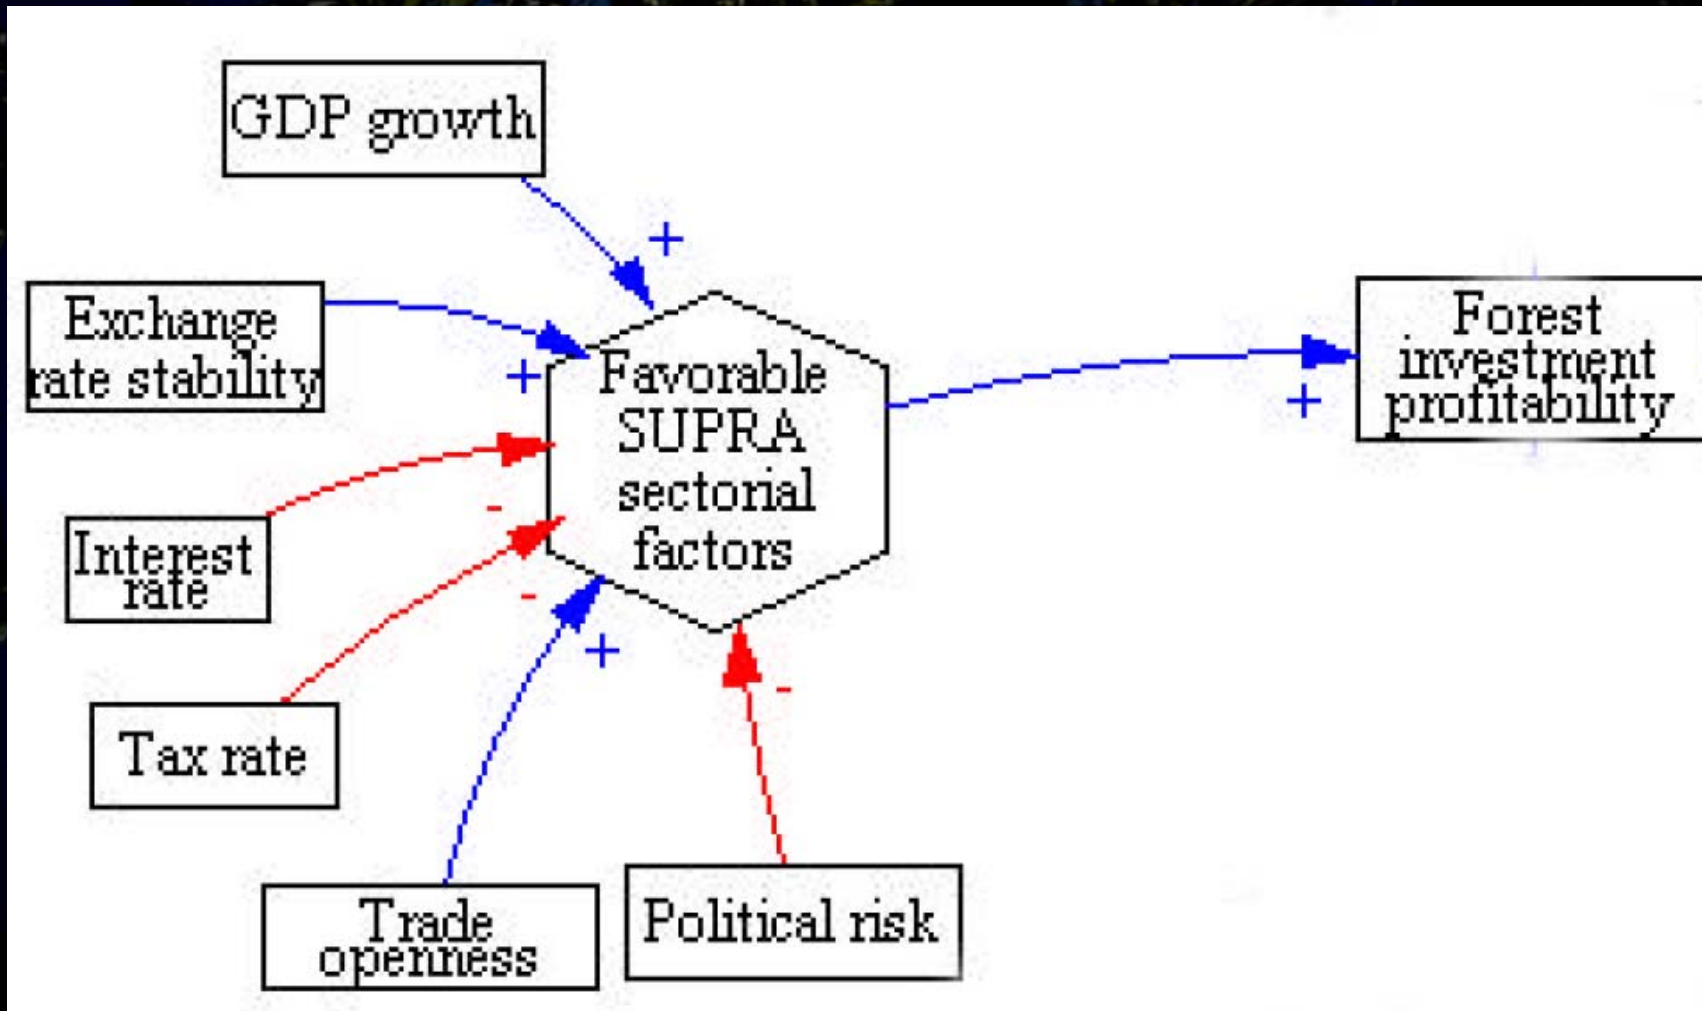 GDP growth
+
Exchange
rate stability
+
Favorable
SUPRA
sectorial
factors
Forest
investment
profitability
+
Interest
rate
-
Tax rate
-
Trade
openness
+
Political risk
-